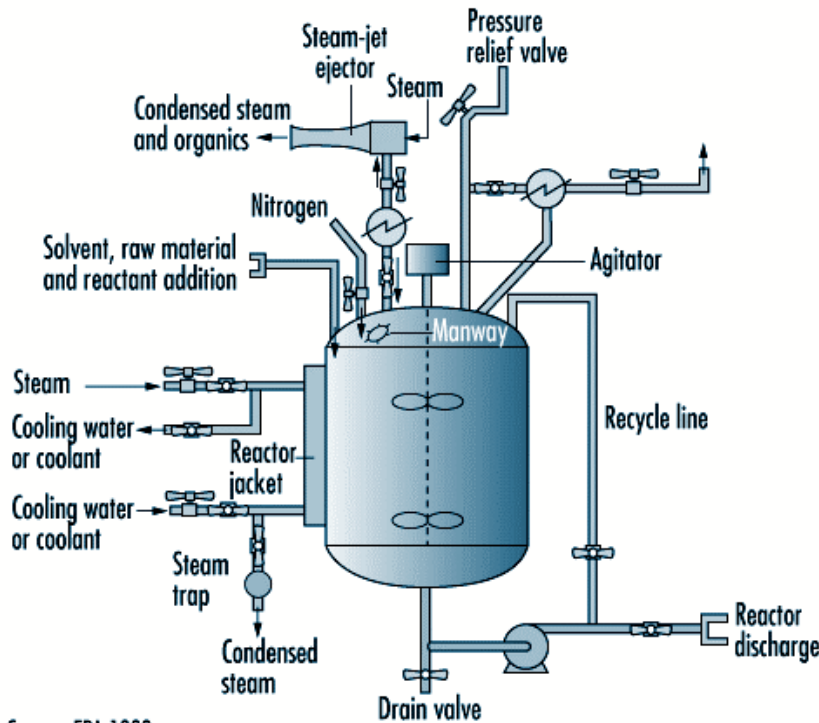 Pressure
relief valve
Steam-jet
ejector
Steam
Condensed steam
and organics
Nitrogen
Solvent, raw material
and reactant addition
Agitator
Manway
Steam
Cooling water
or coolant
Reactor
jacket
Recycle line
Cooling water
or coolant
Steam
trap
Condensed
steam
Reactor
discharge
Drain valve